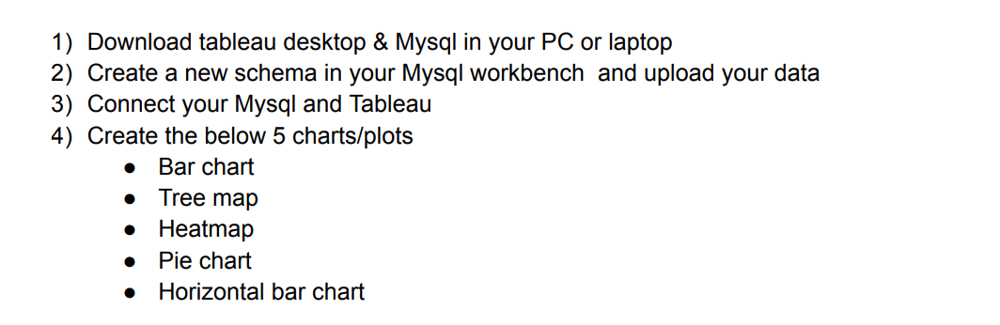 1) Download tableau desktop & Mysql in your PC or laptop
2) Create a new schema in your Mysql workbench  and upload your data
3) Connect your Mysql and Tableau
4) Create the below 5 charts/plots
● Bar chart
● Tree map
● Heatmap
● Pie chart
● Horizontal bar chart